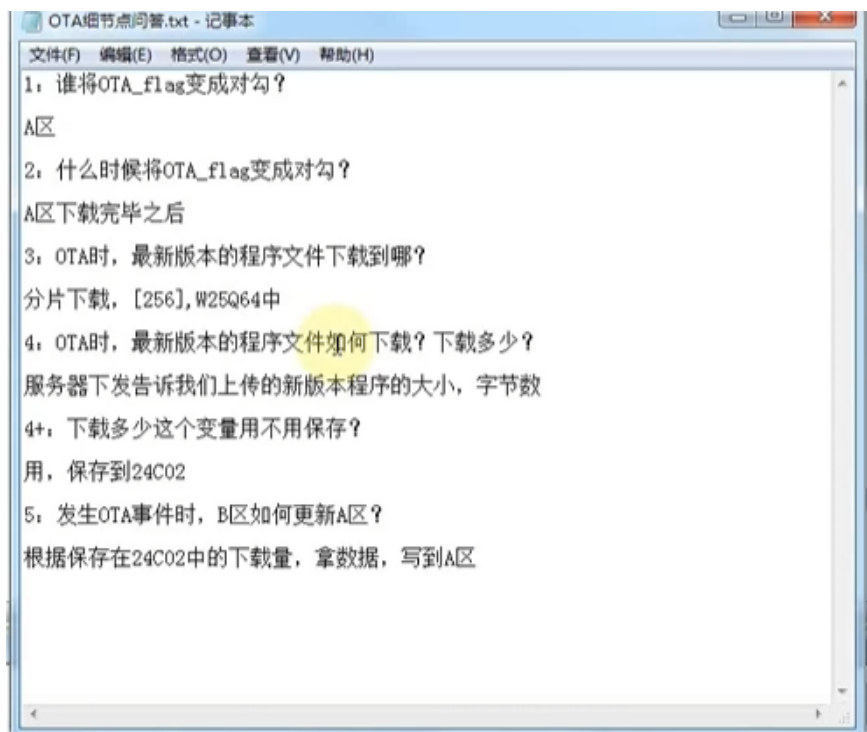 OTA细节点问答.txt - 记事本
文件(F) 编辑(E) 格式(O) 查看(V) 帮助(H)
1：谁将OTA_flag变成对勾？
A区
2：什么时候将OTA_flag变成对勾？
A区下载完毕之后
3：OTA时，最新版本的程序文件下载到哪？
分片下载，[256],W25Q64中
4：OTA时，最新版本的程序文件如何下载？下载多少？
服务器下发告诉我们上传的新版本程序的大小，字节数
4+：下载多少这个变量用不用保存？
用，保存到24C02
5：发生OTA事件时，B区如何更新A区？
根据保存在24C02中的下载量，拿数据，写到A区